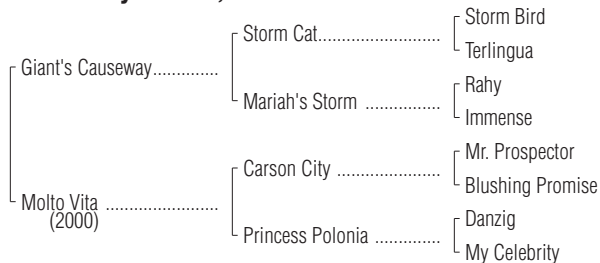 Storm Bird
Storm Cat..................
Terlingua
Giant's Causeway..............
Rahy
Mariah's Storm ................
Immense
Mr. Prospector
Carson City ......................
Blushing Promise
Molto Vita ........................
(2000)
Danzig
Princess Polonia ..............
My Celebrity